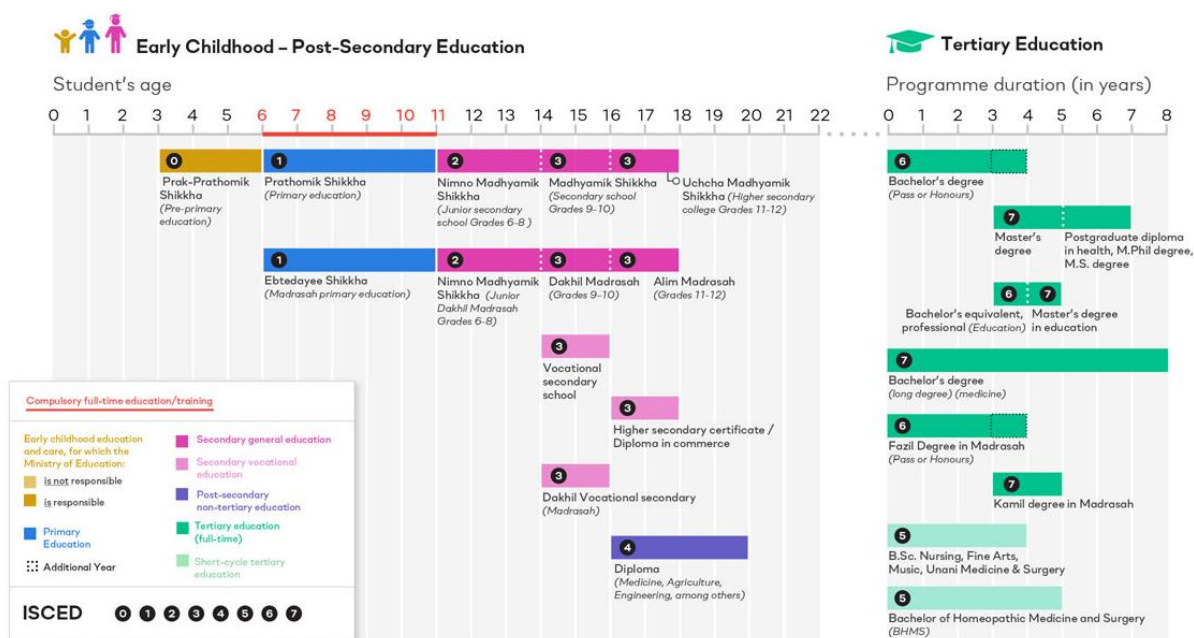 Early Childhood – Post-Secondary Education
Student's age
0 1 2 3 4 5 6 7 8 9 10 11 12 13 14 15 16 17 18 19 20 21 22
0
Prak-Prathomik
Shikkha
(Pre-primary
education)
1
Prathomik Shikkha
(Primary education)
2
Nimno Madhyamik
Shikkha
(Junior secondary
school Grades 6-8 )
3
Madhyamik Shikkha
(Secondary school
Grades 9-10)
3
Uchcha Madhyamik
Shikkha (Higher secondary
college Grades 11-12)
1
Ebtedayee Shikkha
(Madrasah primary education)
2
Nimno Madhyamik
Shikkha (Junior
Dakhil Madrasah
Grades 6-8)
3
Dakhil Madrasah
(Grades 9-10)
3
Alim Madrasah
(Grades 11-12)
3
Vocational
secondary
school
3
Higher secondary certificate /
Diploma in commerce
3
Dakhil Vocational secondary
(Madrasah)
4
Diploma
(Medicine, Agriculture,
Engineering, among others)
Compulsory full-time education/training
Early childhood education
and care, for which the
Ministry of Education:
is not responsible
is responsible
Primary
Education
Additional Year
Secondary general education
Secondary vocational
education
Post-secondary
non-tertiary education
Tertiary education
(full-time)
Short-cycle tertiary
education
ISCED 0 1 2 3 4 5 6 7
Tertiary Education
Programme duration (in years)
0 1 2 3 4 5 6 7 8
6
Bachelor's degree
(Pass or Honours)
7
Master's
degree
Postgraduate diploma
in health, M.Phil degree,
M.S. degree
6 7
Bachelor's equivalent,
professional (Education)
Master's degree
in education
7
Bachelor's degree
(long degree) (medicine)
6
Fazil Degree in Madrasah
(Pass or Honours)
7
Kamil degree in Madrasah
5
B.Sc. Nursing, Fine Arts,
Music, Unani Medicine & Surgery
5
Bachelor of Homeopathic Medicine and Surgery
(BHMS)